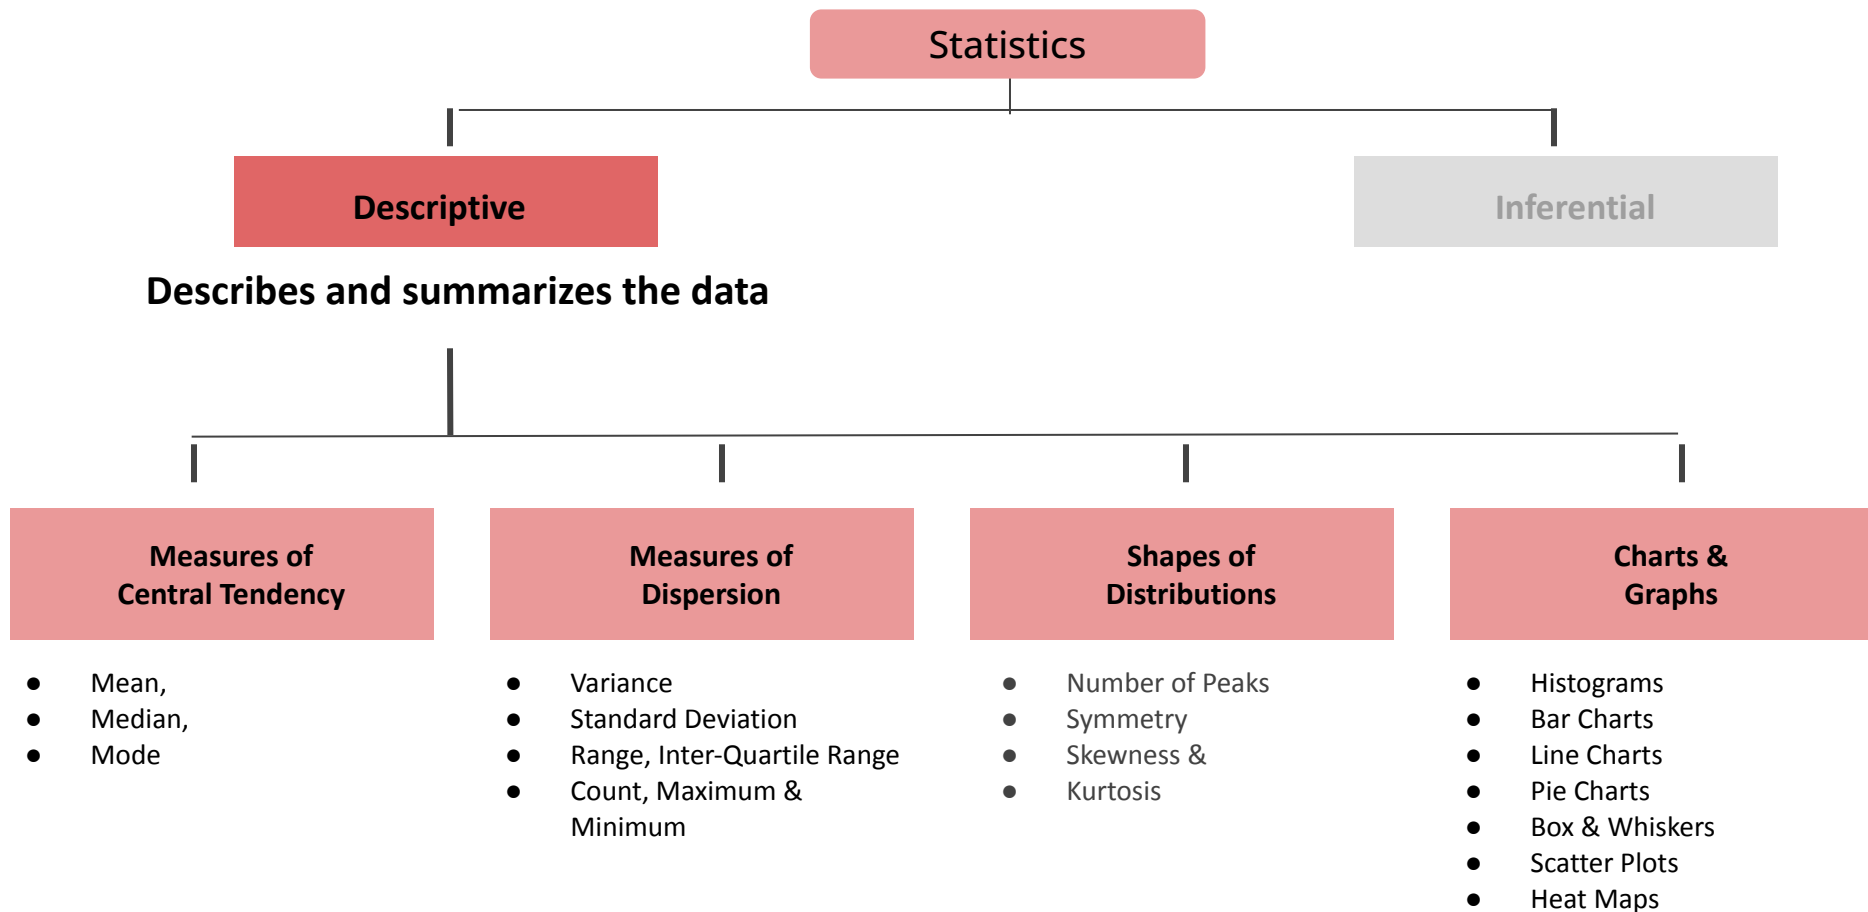 Statistics
Descriptive
Inferential
Describes and summarizes the data
Measures of
Central Tendency
● Mean,
● Median,
● Mode
Measures of
Dispersion
● Variance
● Standard Deviation
● Range, Inter-Quartile Range
● Count, Maximum &
Minimum
Shapes of
Distributions
● Number of Peaks
● Symmetry
● Skewness &
● Kurtosis
Charts &
Graphs
● Histograms
● Bar Charts
● Line Charts
● Pie Charts
● Box & Whiskers
● Scatter Plots
● Heat Maps